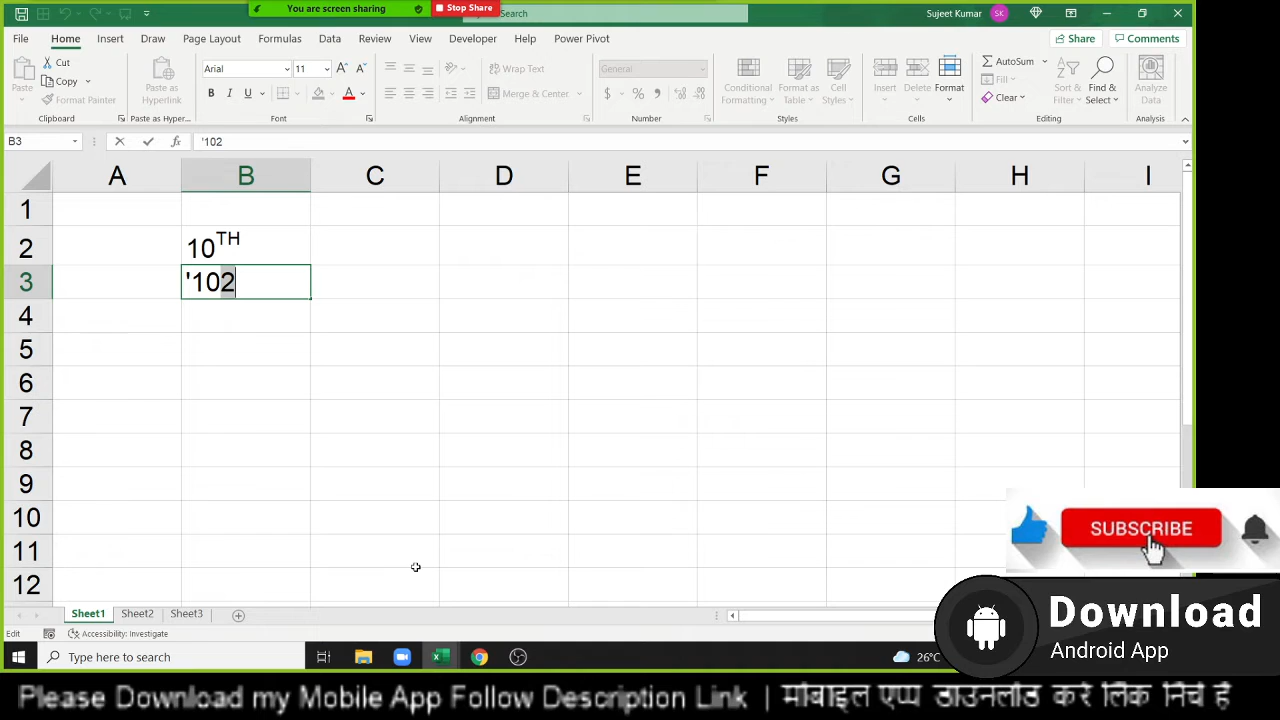 You are screen sharing
Stop Share
Search
Sujeet Kumar SK
File Home Insert Draw Page Layout Formulas Data Review View Developer Help Power Pivot
Share Comments
Cut
Copy
Format Painter
Paste
Clipboard
Paste as Hyperlink
Paste as Hyper...
Arial 11 A A
B I U A
Font
Wrap Text
Merge & Center
Alignment
General
$ % ,
Number
Conditional Formatting
Format as Table
Cell Styles
Styles
Insert Delete Format
Cells
AutoSum
Fill
Clear
Sort & Filter
Find & Select
Editing
Analyze Data
Analysis
B3 fx '102
A B C D E F G H I
1
2 10TH
3 '102
4
5
6
7
8
9
10
11
12
SUBSCRIBE
Download
Android App
Sheet1 Sheet2 Sheet3
Edit Accessibility: Investigate
Type here to search
26°C
Please Download my Mobile App Follow Description Link | मोबाइल एप्प डाउनलोड करे लिंक निचे है